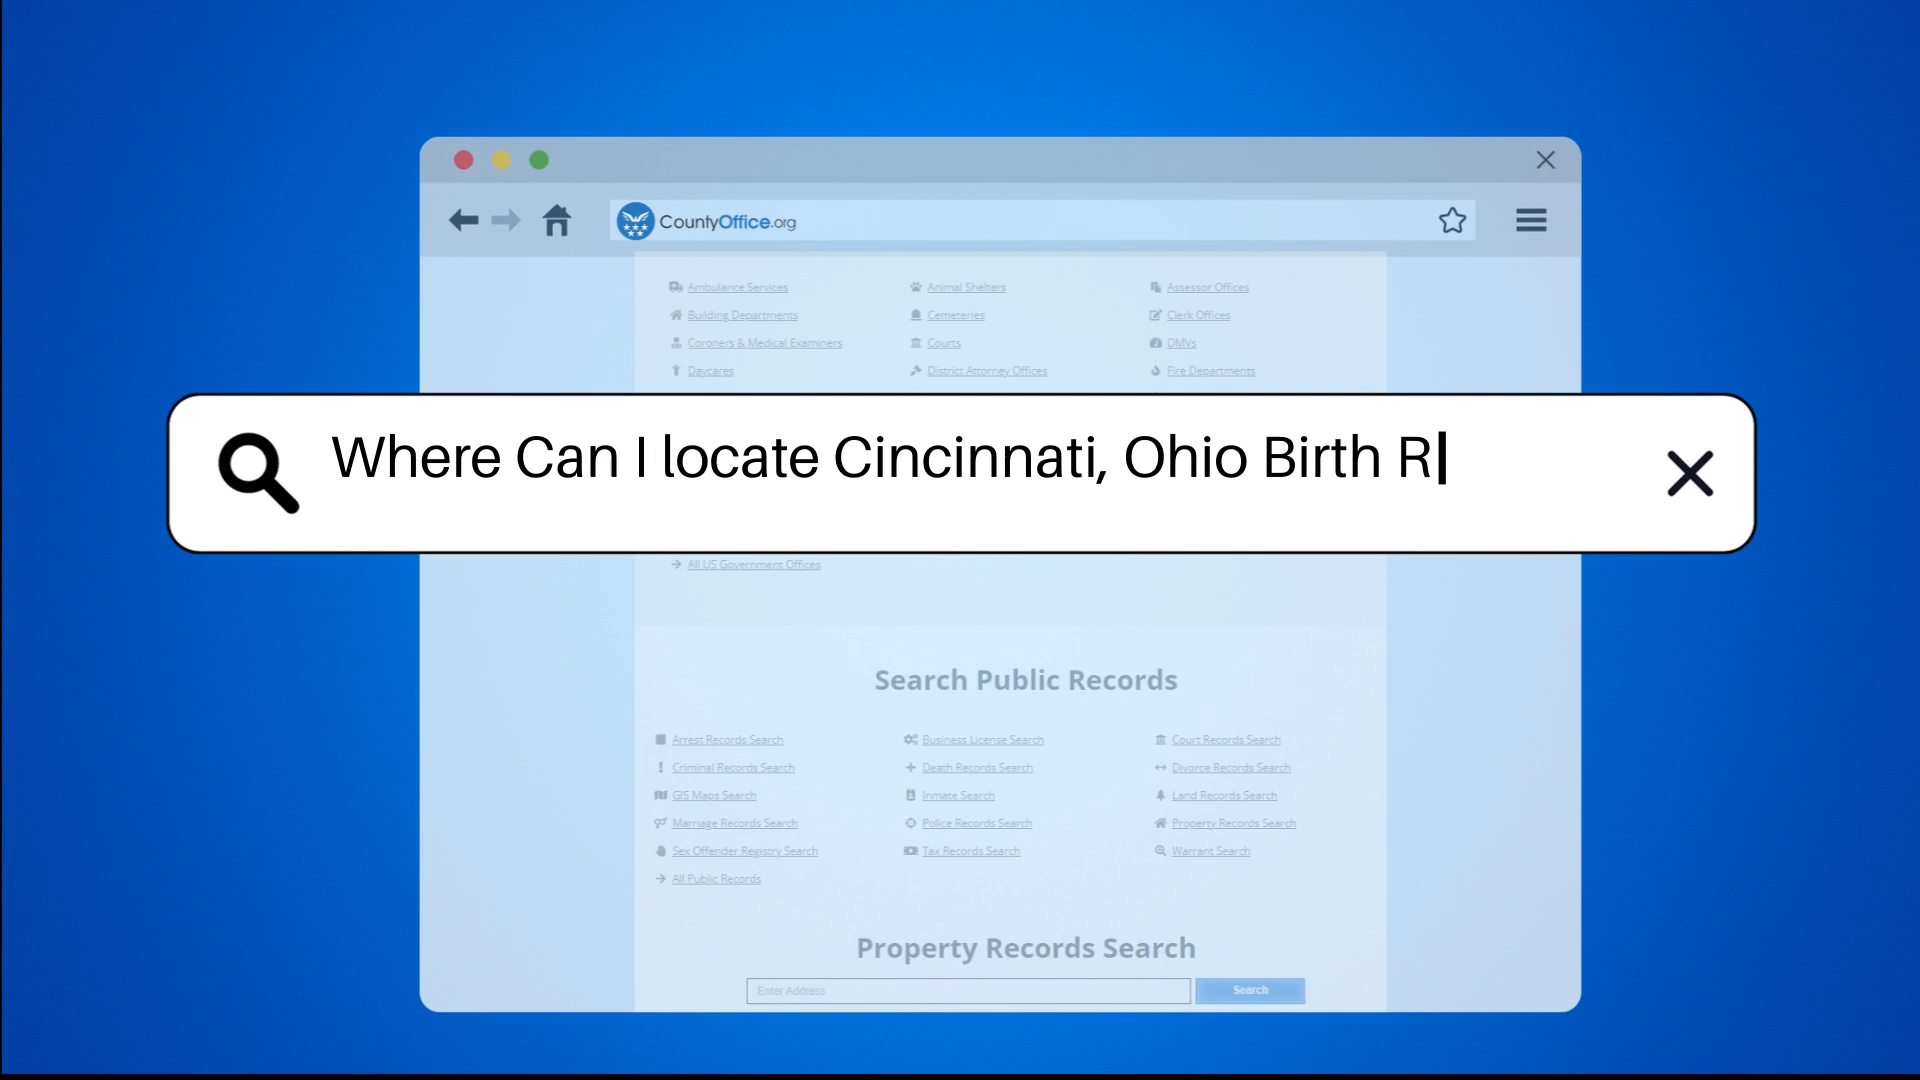 CountyOffice.org
Ambulance Services Animal Shelters Assessor Offices
Building Departments Cemeteries Clerk Offices
Coroners & Medical Examiners Courts DMVs
Daycares District Attorney Offices Fire Departments
Where Can I locate Cincinnati, Ohio Birth R
All US Government Offices
Search Public Records
Arrest Records Search Business License Search Court Records Search
Criminal Records Search Death Records Search Divorce Records Search
GIS Maps Search Inmate Search Land Records Search
Marriage Records Search Police Records Search Property Records Search
Sex Offender Registry Search Tax Records Search Warrant Search
All Public Records
Property Records Search
Enter Address Search